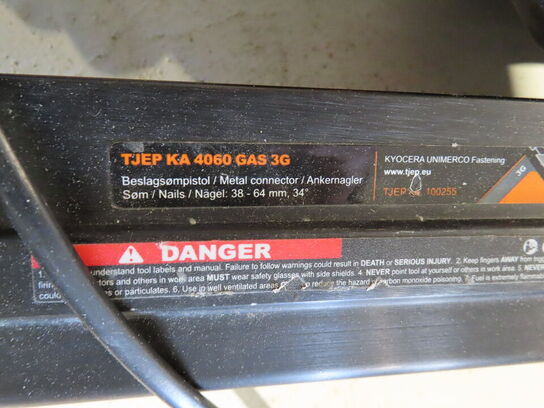 TJEP KA 4060 GAS 3G
Beslagsømpistol / Metal connector / Ankernagler
Søm / Nails / Nägel: 38 - 64 mm, 34°
KYOCERA UNIMERCO Fastening
www.tjep.eu
TJEP 100255
3G
DANGER
1. understand tool labels and manual. Failure to follow warnings could result in DEATH or SERIOUS INJURY. 2. Keep fingers AWAY from
and others in work area MUST wear safety glasses with side shields. 4. NEVER point tool at yourself or others in work area. 5. NEVER
or particulates. 6. Use in well ventilated areas to reduce the hazard of carbon monoxide poisoning. 7. Fuel is extremely